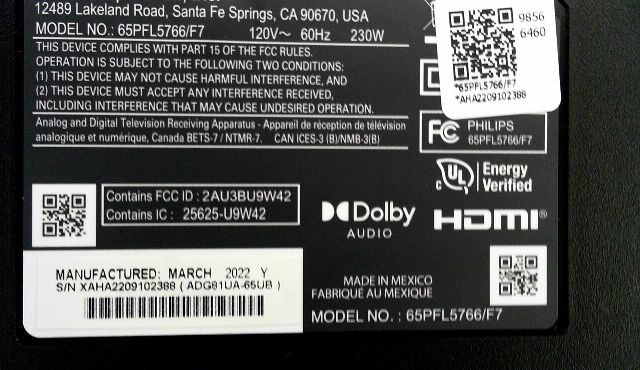 12489 Lakeland Road, Santa Fe Springs, CA 90670, USA
MODEL NO.: 65PFL5766/F7 120V~ 60Hz 230W
THIS DEVICE COMPLIES WITH PART 15 OF THE FCC RULES.
OPERATION IS SUBJECT TO THE FOLLOWING TWO CONDITIONS:
(1) THIS DEVICE MAY NOT CAUSE HARMFUL INTERFERENCE, AND
(2) THIS DEVICE MUST ACCEPT ANY INTERFERENCE RECEIVED,
INCLUDING INTERFERENCE THAT MAY CAUSE UNDESIRED OPERATION.
Analog and Digital Television Receiving Apparatus - Appareil de réception de télévision
analogique et numérique, Canada BETS-7 / NTMR-7. CAN ICES-3 (B)/NMB-3(B)
9856
6460
*65PFL5766/F7
*AHA2209102388
FC PHILIPS
65PFL5766/F7
C UL Energy
Verified
Contains FCC ID : 2AU3BU9W42
Contains IC : 25625-U9W42
Dolby
AUDIO
HDMI®
MANUFACTURED: MARCH 2022 Y
S/N XAHA2209102388 ( ADG81UA-65UB )
MADE IN MEXICO
FABRIQUÉ AU MEXIQUE
MODEL NO. : 65PFL5766/F7